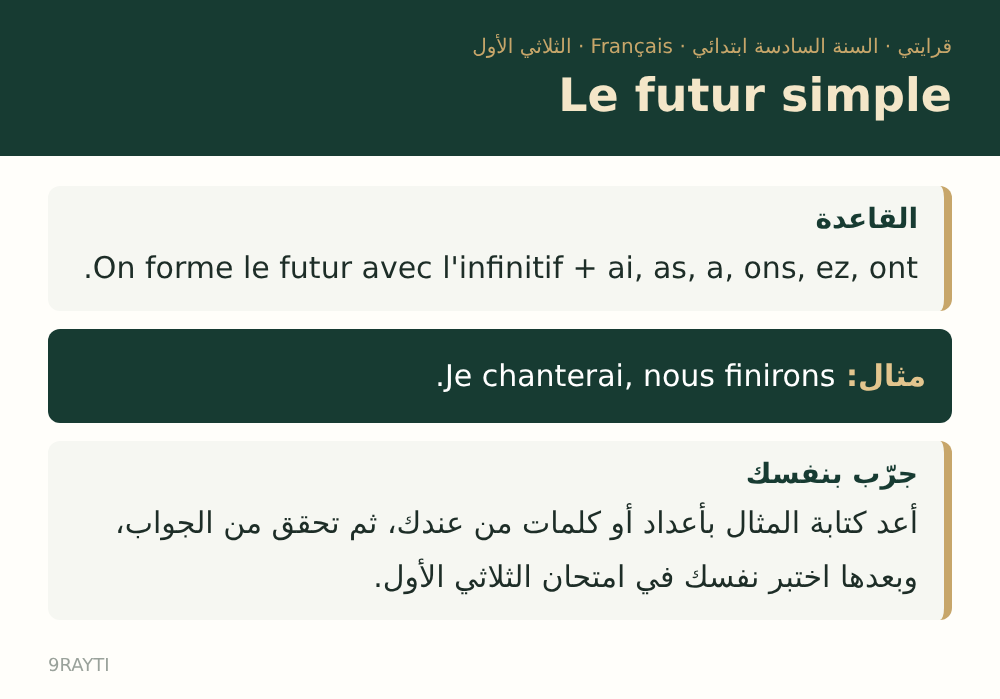 قرايتي · السنة السادسة ابتدائي · Français · الثلاثي الأول
Le futur simple
القاعدة
On forme le futur avec l'infinitif + ai, as, a, ons, ez, ont.
مثال: Je chanterai, nous finirons.
جرّب بنفسك
أعد كتابة المثال بأعداد أو كلمات من عندك، ثم تحقق من الجواب،
وبعدها اختبر نفسك في امتحان الثلاثي الأول.
9RAYTI